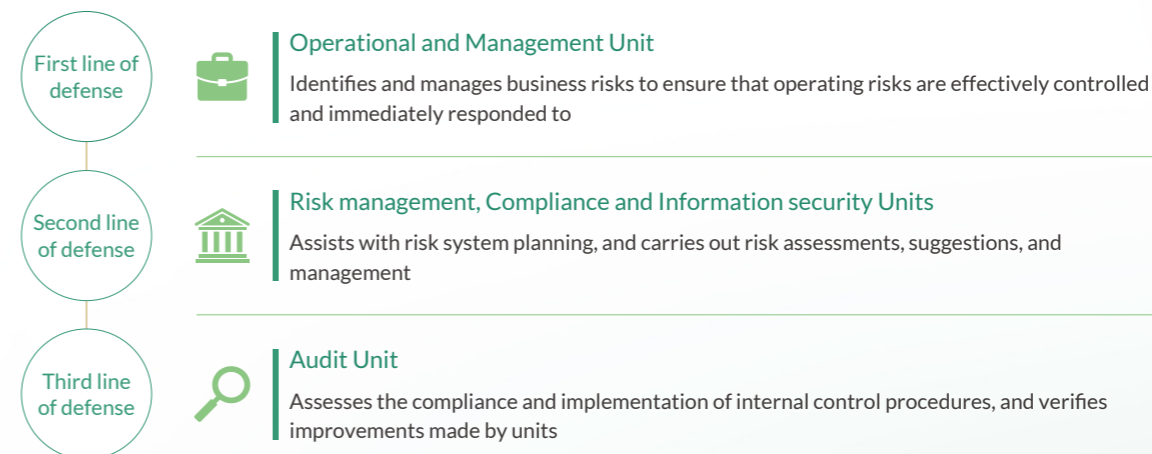 First line of
defense
Operational and Management Unit
Identifies and manages business risks to ensure that operating risks are effectively controlled
and immediately responded to
Second line
of defense
Risk management, Compliance and Information security Units
Assists with risk system planning, and carries out risk assessments, suggestions, and
management
Third line
of defense
Audit Unit
Assesses the compliance and implementation of internal control procedures, and verifies
improvements made by units